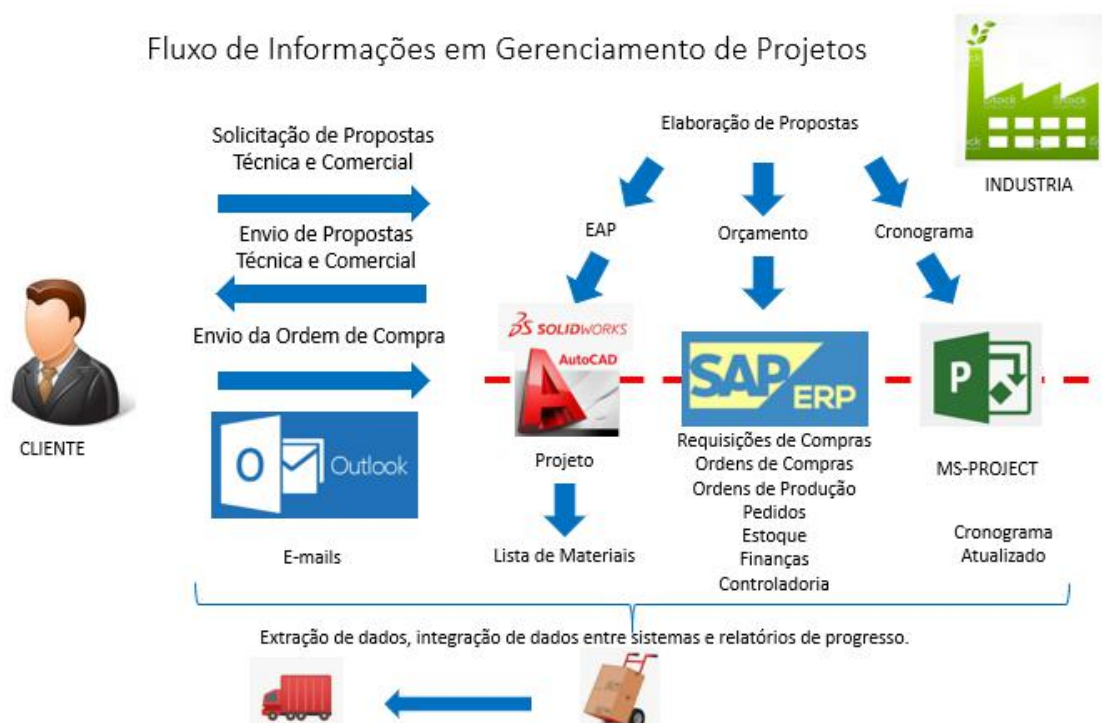 Fluxo de Informações em Gerenciamento de Projetos
iStock
iStock
INDUSTRIA
Solicitação de Propostas
Técnica e Comercial
Envio de Propostas
Técnica e Comercial
Envio da Ordem de Compra
CLIENTE
Outlook
E-mails
Elaboração de Propostas
EAP
Orçamento
Cronograma
SOLIDWORKS
AutoCAD
A
Projeto
Lista de Materiais
SAP
ERP
Requisições de Compras
Ordens de Compras
Ordens de Produção
Pedidos
Estoque
Finanças
Controladoria
P
MS-PROJECT
Cronograma
Atualizado
Extração de dados, integração de dados entre sistemas e relatórios de progresso.